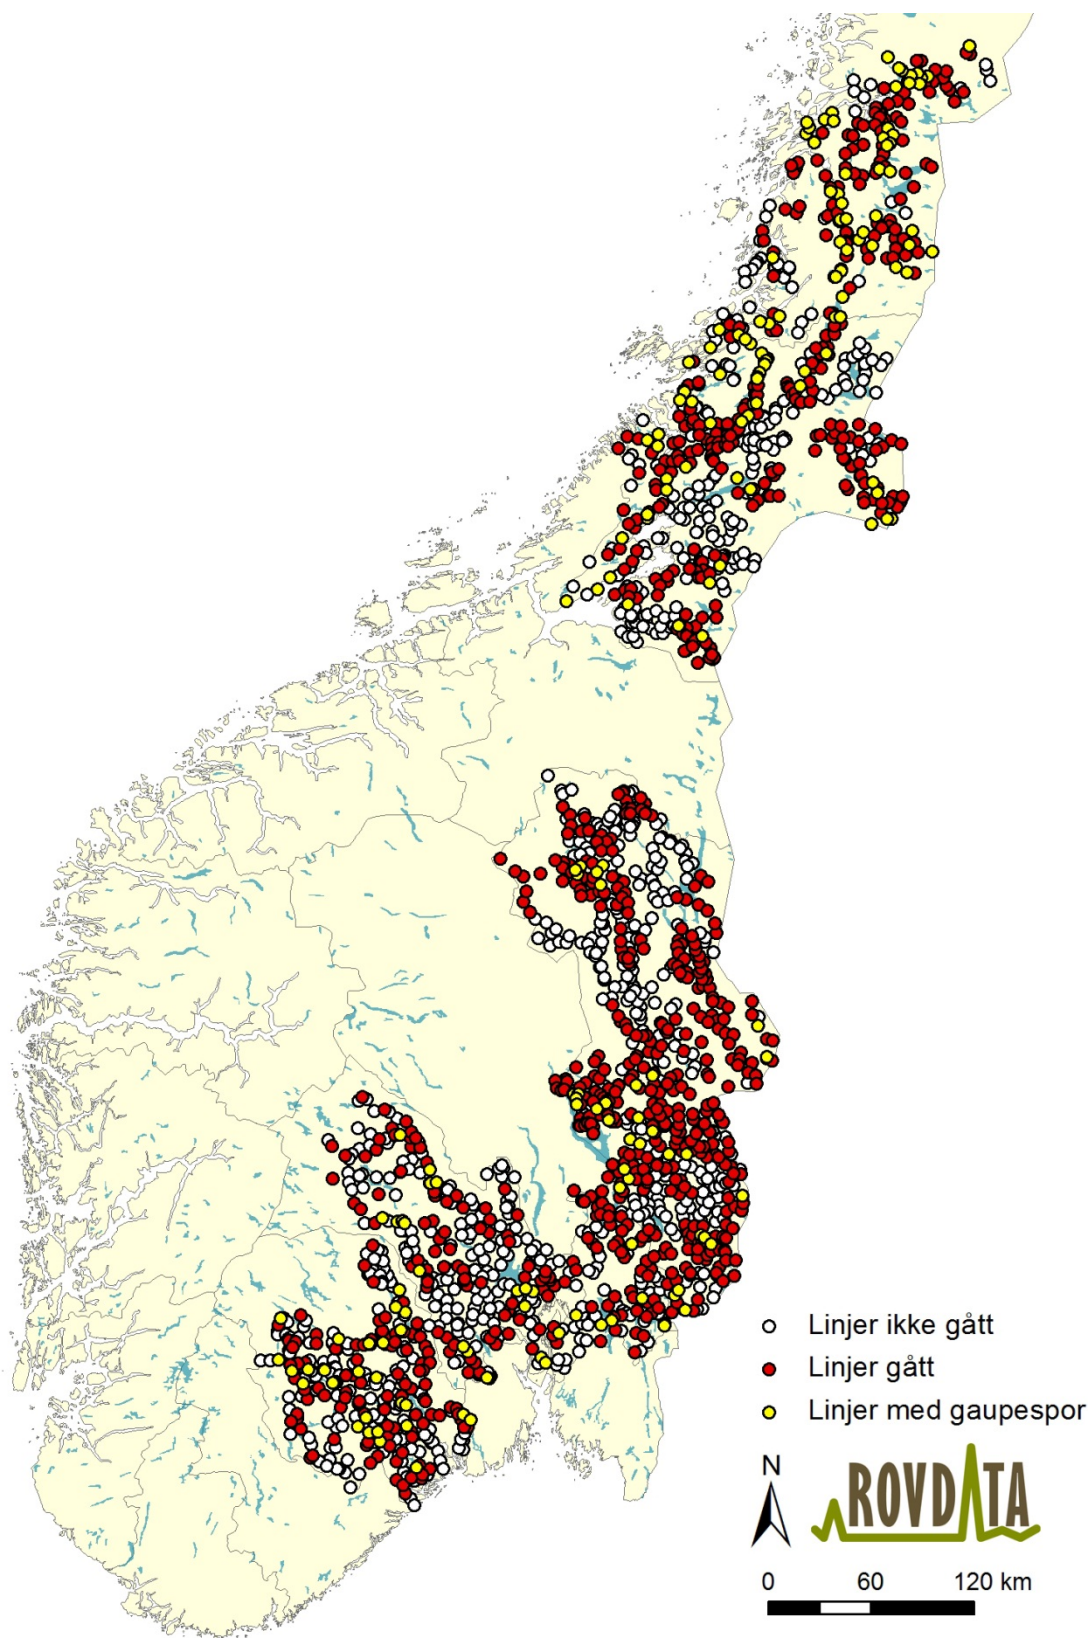 Linjer ikke gått
Linjer gått
Linjer med gaupespor
N
ROVDATA
0 60 120 km